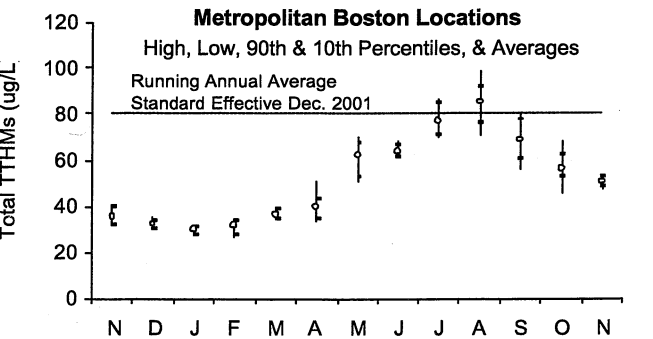 Metropolitan Boston Locations
High, Low, 90th & 10th Percentiles, & Averages
Running Annual Average
Standard Effective Dec. 2001
Total TTHMs (ug/L
120
100
80
60
40
20
0
N D J F M A M J J A S O N